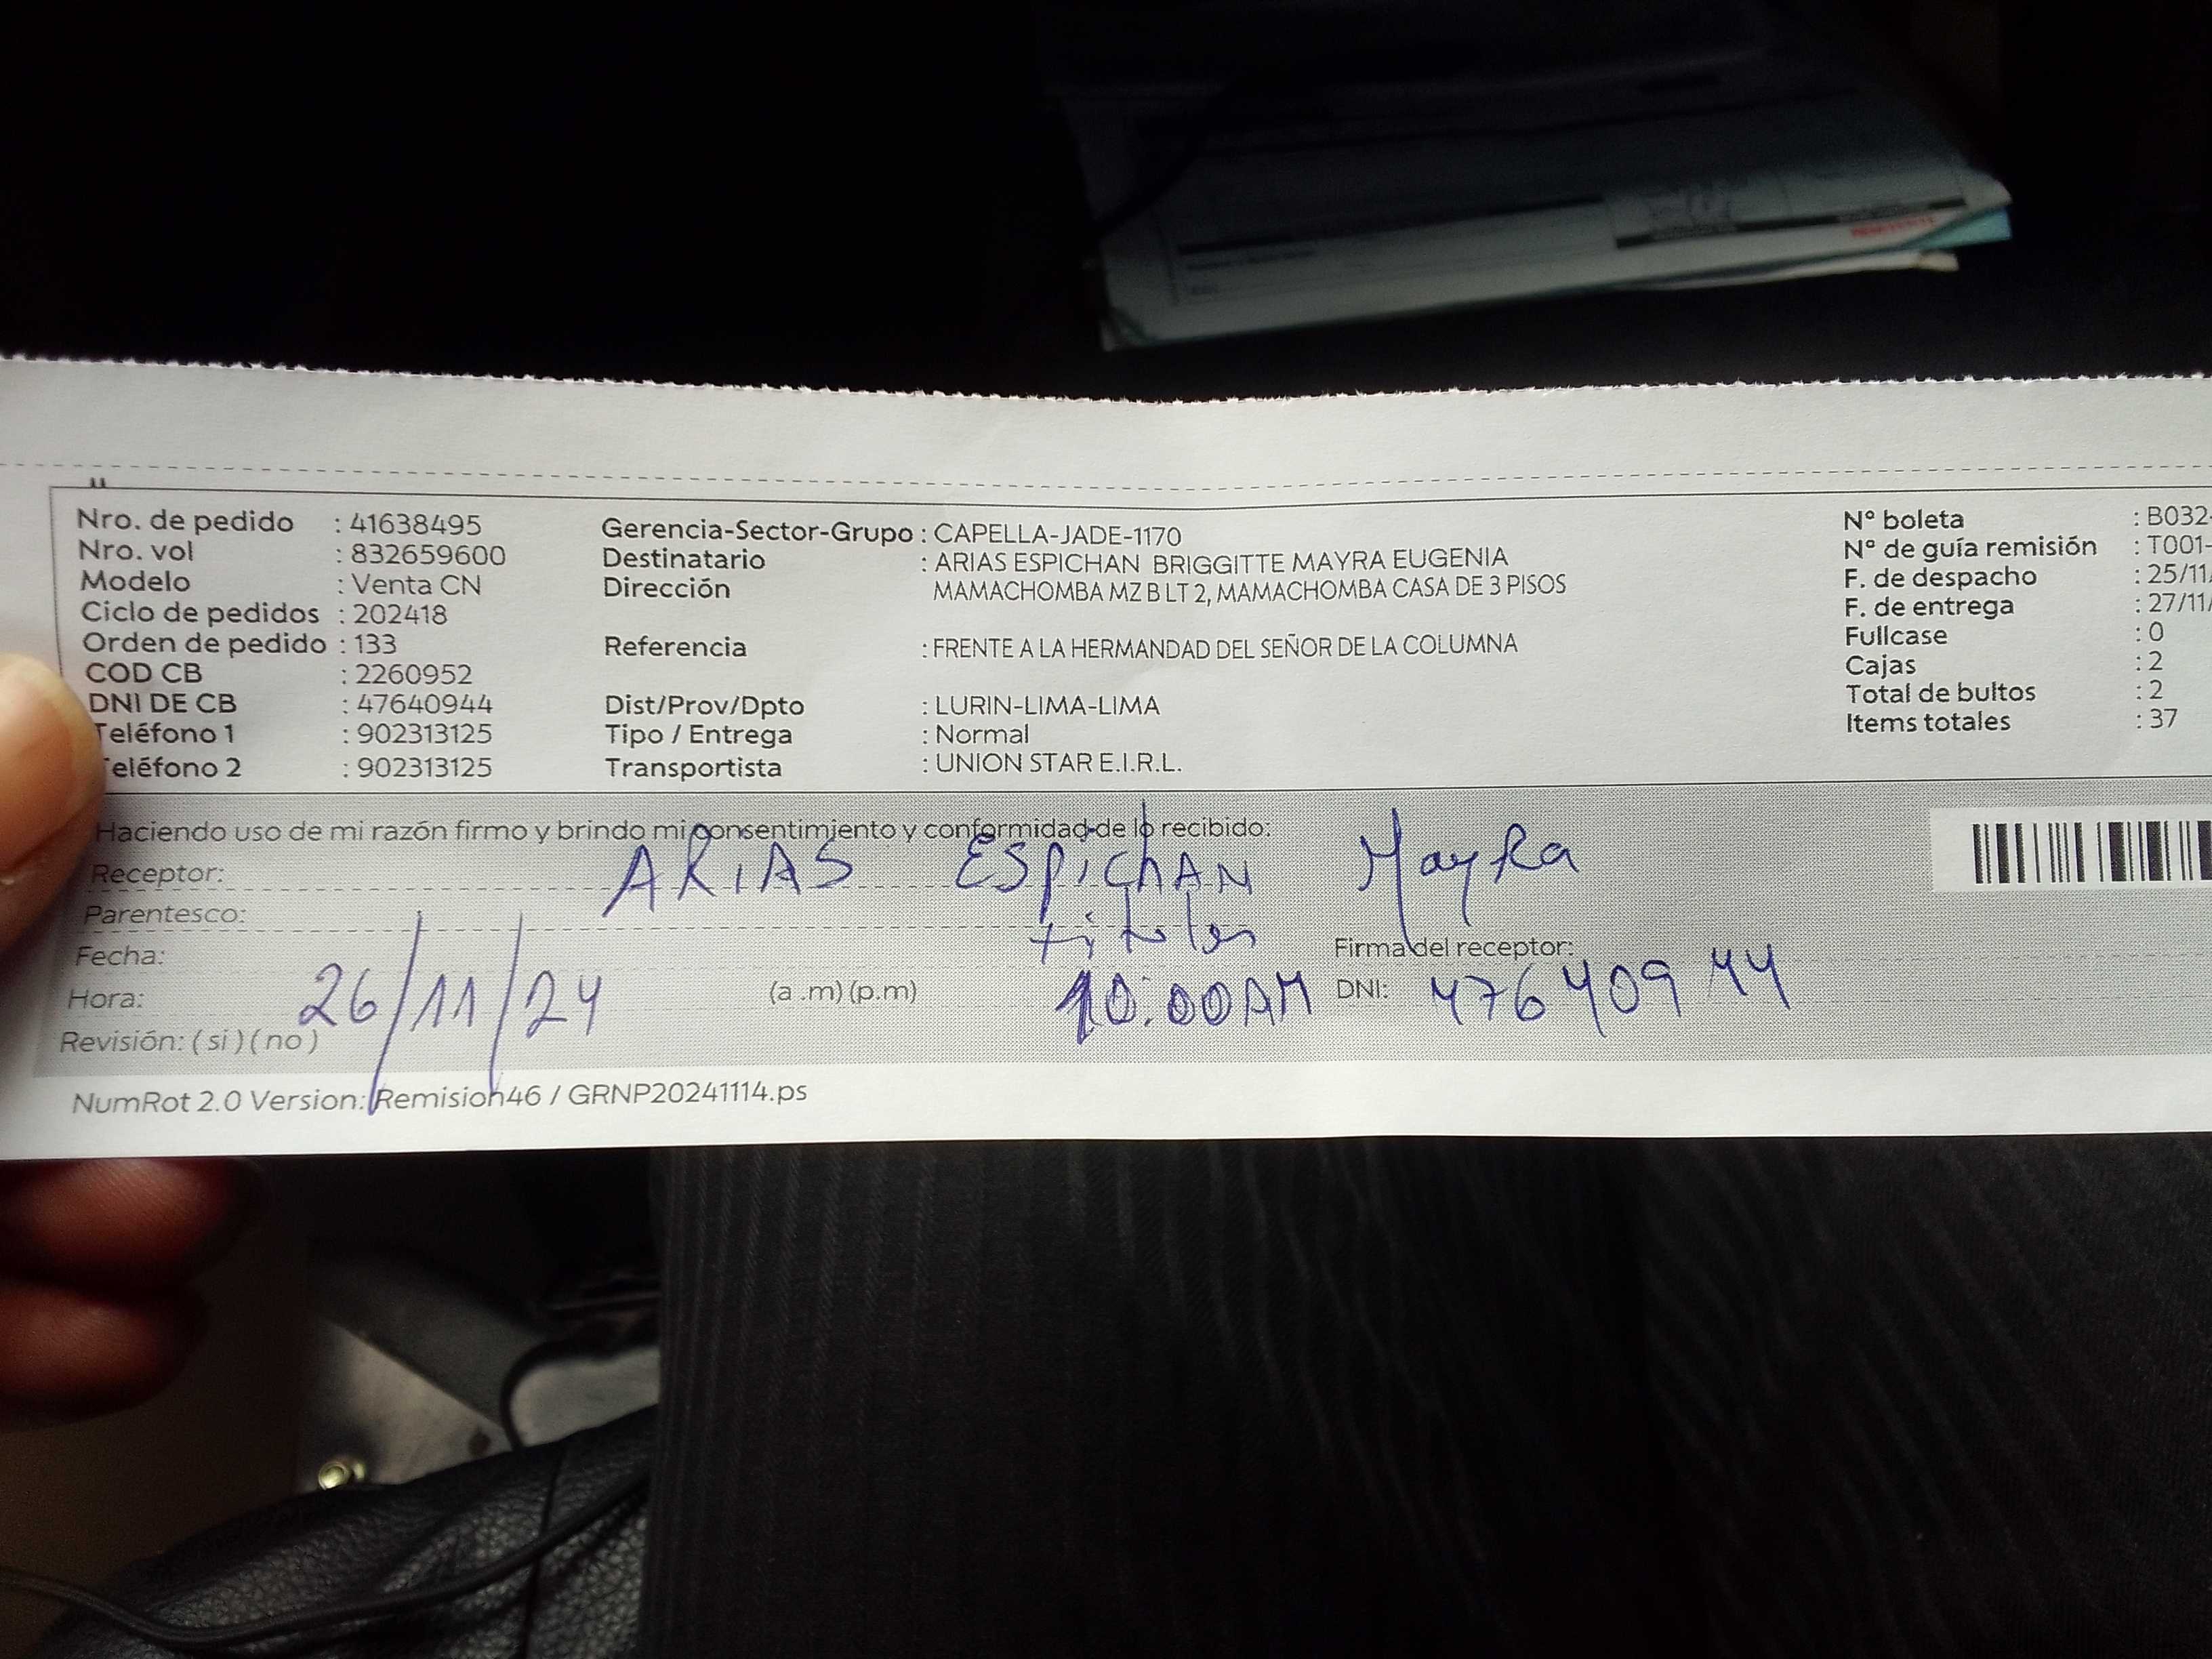 Nro. de pedido : 41638495
Nro. vol : 832659600
Modelo : Venta CN
Ciclo de pedidos : 202418
Orden de pedido : 133
COD CB : 2260952
DNI DE CB : 47640944
Teléfono 1 : 902313125
eléfono 2 : 902313125
Gerencia-Sector-Grupo : CAPELLA-JADE-1170
Destinatario : ARIAS ESPICHAN BRIGGITTE MAYRA EUGENIA
Dirección MAMACHOMBA MZ B LT 2, MAMACHOMBA CASA DE 3 PISOS
Referencia : FRENTE A LA HERMANDAD DEL SEÑOR DE LA COLUMNA
Dist/Prov/Dpto : LURIN-LIMA-LIMA
Tipo / Entrega : Normal
Transportista : UNION STAR E.I.R.L.
N° boleta : B032-
N° de guía remisión : T001-
F. de despacho : 25/11/
F. de entrega : 27/11/
Fullcase : 0
Cajas : 2
Total de bultos : 2
Items totales : 37
Haciendo uso de mi razón firmo y brindo mi consentimiento y conformidad de lo recibido:
Receptor: ARIAS ESpichAN MayRa
Parentesco: titular
Fecha: 26/11/24
Firma del receptor:
Hora: (a .m) (p.m) 10:00AM DNI: 47640944
Revisión: ( si ) ( no )
NumRot 2.0 Version: Remision46 / GRNP20241114.ps